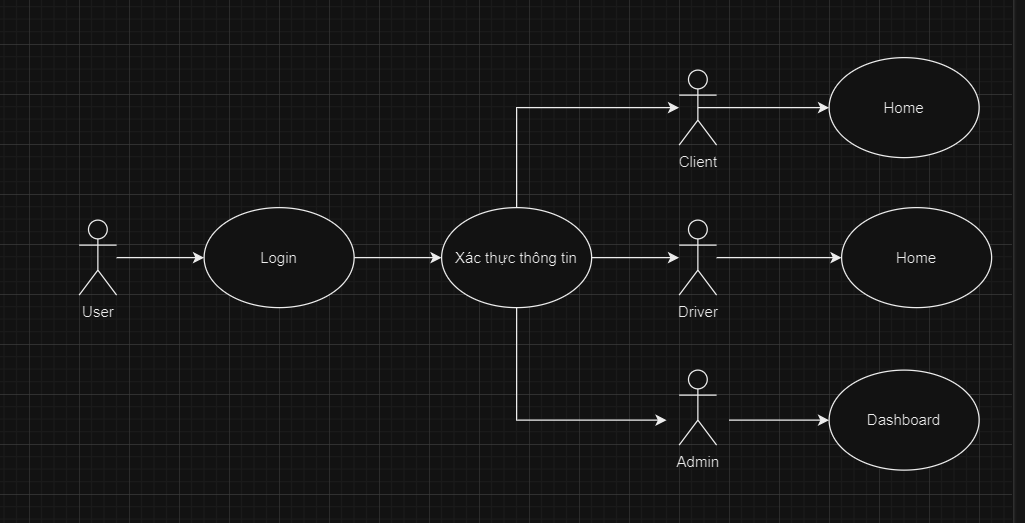 Home
Client
Login
Xác thực thông tin
Home
User
Driver
Dashboard
Admin